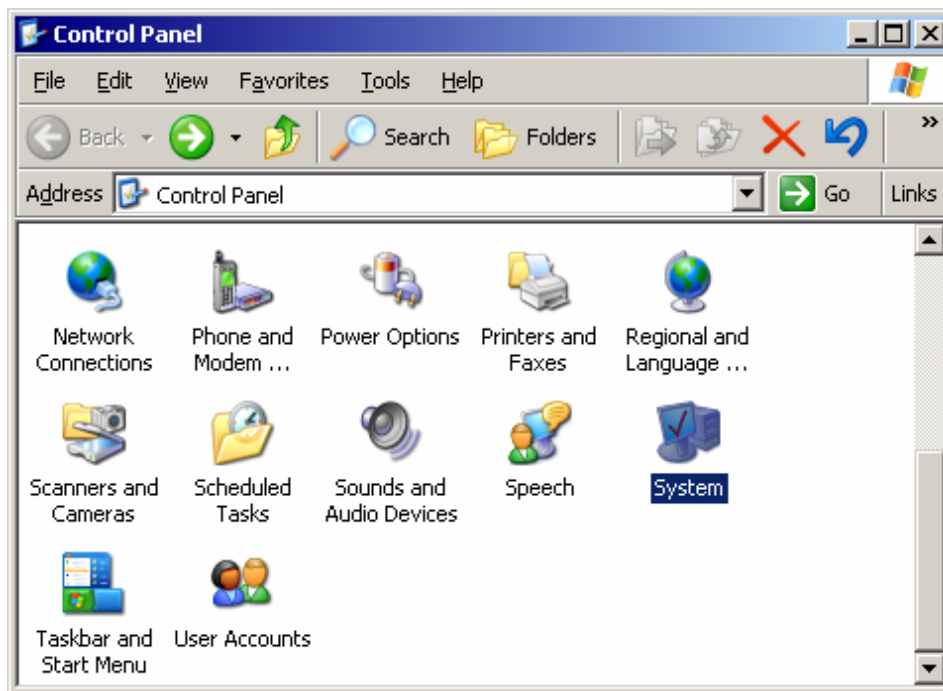 Control Panel
File Edit View Favorites Tools Help
Back Search Folders »
Address Control Panel Go Links
Network Connections
Phone and Modem ...
Power Options
Printers and Faxes
Regional and Language ...
Scanners and Cameras
Scheduled Tasks
Sounds and Audio Devices
Speech
System
Taskbar and Start Menu
User Accounts